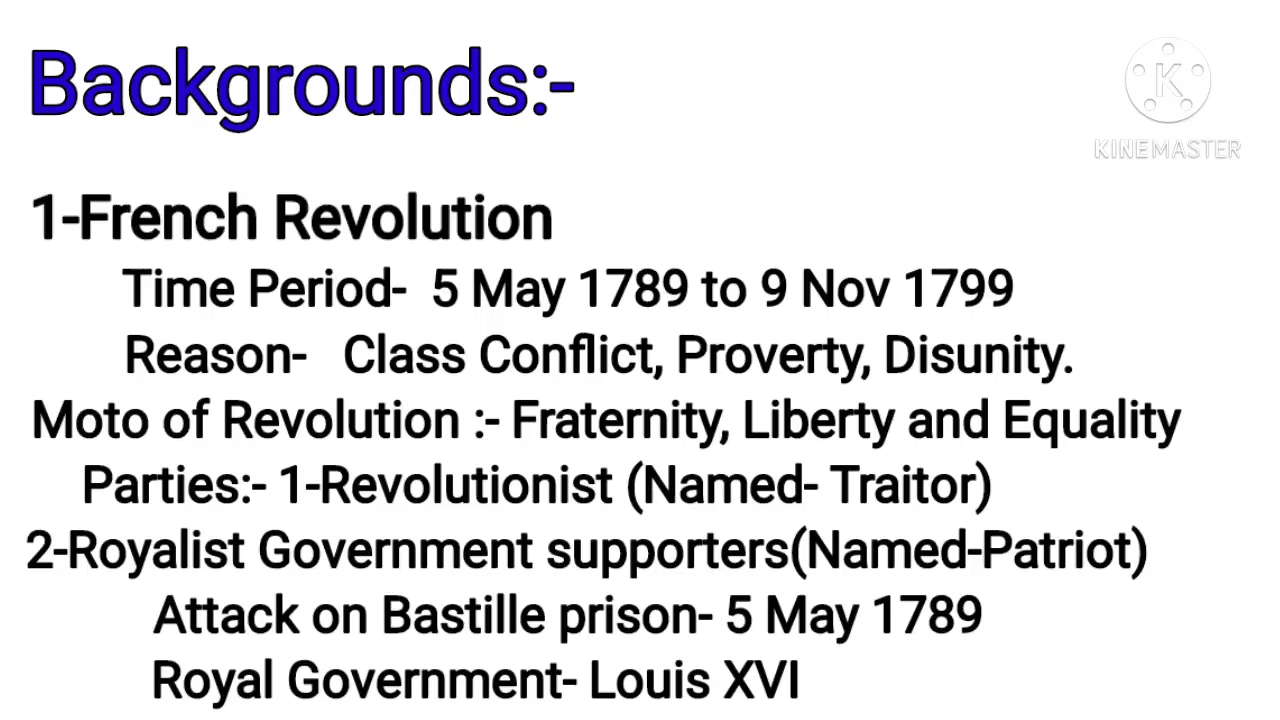 Backgrounds:-
K
KINEMASTER
1-French Revolution
Time Period- 5 May 1789 to 9 Nov 1799
Reason- Class Conflict, Proverty, Disunity.
Moto of Revolution :- Fraternity, Liberty and Equality
Parties:- 1-Revolutionist (Named- Traitor)
2-Royalist Government supporters(Named-Patriot)
Attack on Bastille prison- 5 May 1789
Royal Government- Louis XVI